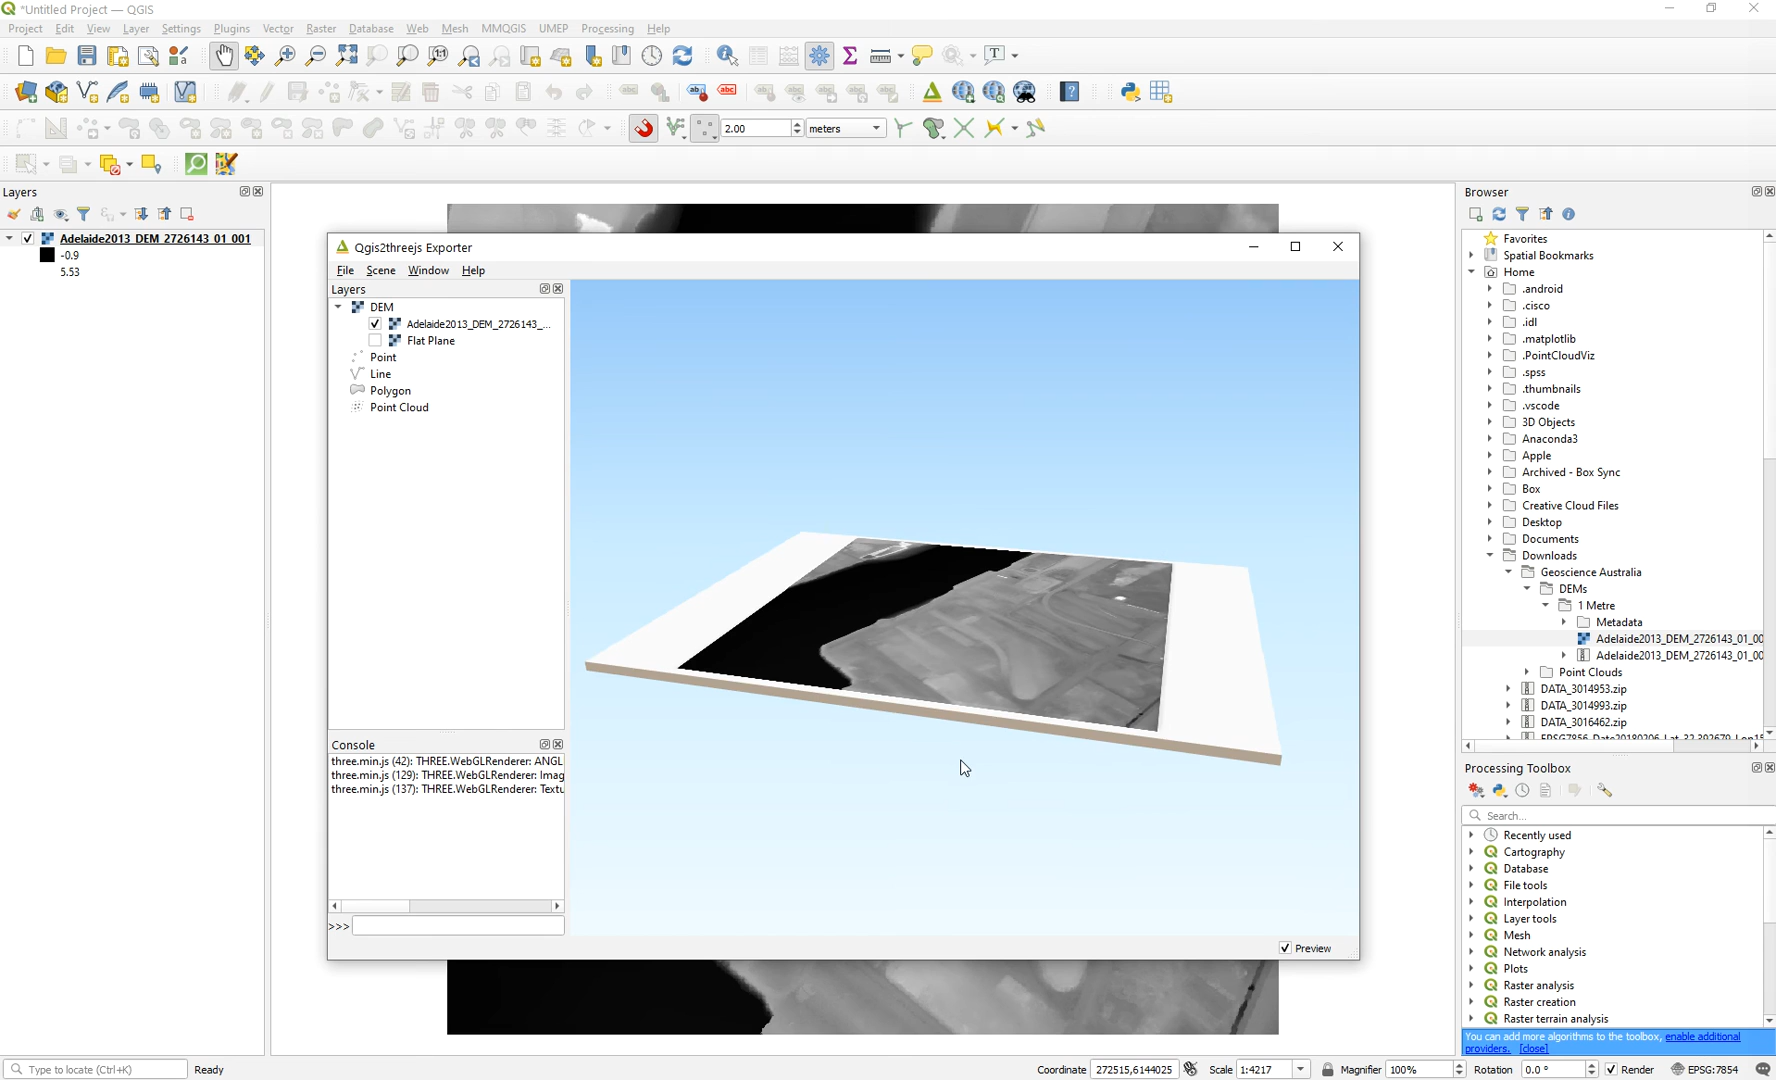 *Untitled Project — QGIS
Project Edit View Layer Settings Plugins Vector Raster Database Web Mesh MMQGIS UMEP Processing Help
2.00 meters
Layers
Adelaide2013 DEM 2726143 01 001
-0.9
5.53
Qgis2threejs Exporter
File Scene Window Help
Layers
DEM
Adelaide2013_DEM_2726143_...
Flat Plane
Point
Line
Polygon
Point Cloud
Console
three.min.js (42): THREE.WebGLRenderer: ANGL
three.min.js (129): THREE.WebGLRenderer: Imag
three.min.js (137): THREE.WebGLRenderer: Textu
>>>
Preview
Browser
Favorites
Spatial Bookmarks
Home
.android
.cisco
.idl
.matplotlib
.PointCloudViz
.spss
.thumbnails
.vscode
3D Objects
Anaconda3
Apple
Archived - Box Sync
Box
Creative Cloud Files
Desktop
Documents
Downloads
Geoscience Australia
DEMs
1 Metre
Metadata
Adelaide2013_DEM_2726143_01_00
Adelaide2013_DEM_2726143_01_00
Point Clouds
DATA_3014953.zip
DATA_3014993.zip
DATA_3016462.zip
Processing Toolbox
Search...
Recently used
Cartography
Database
File tools
Interpolation
Layer tools
Mesh
Network analysis
Plots
Raster analysis
Raster creation
Raster terrain analysis
You can add more algorithms to the toolbox, enable additional
providers. [close]
Type to locate (Ctrl+K) Ready Coordinate 272515,6144025 Scale 1:4217 Magnifier 100% Rotation 0.0 ° Render EPSG:7854